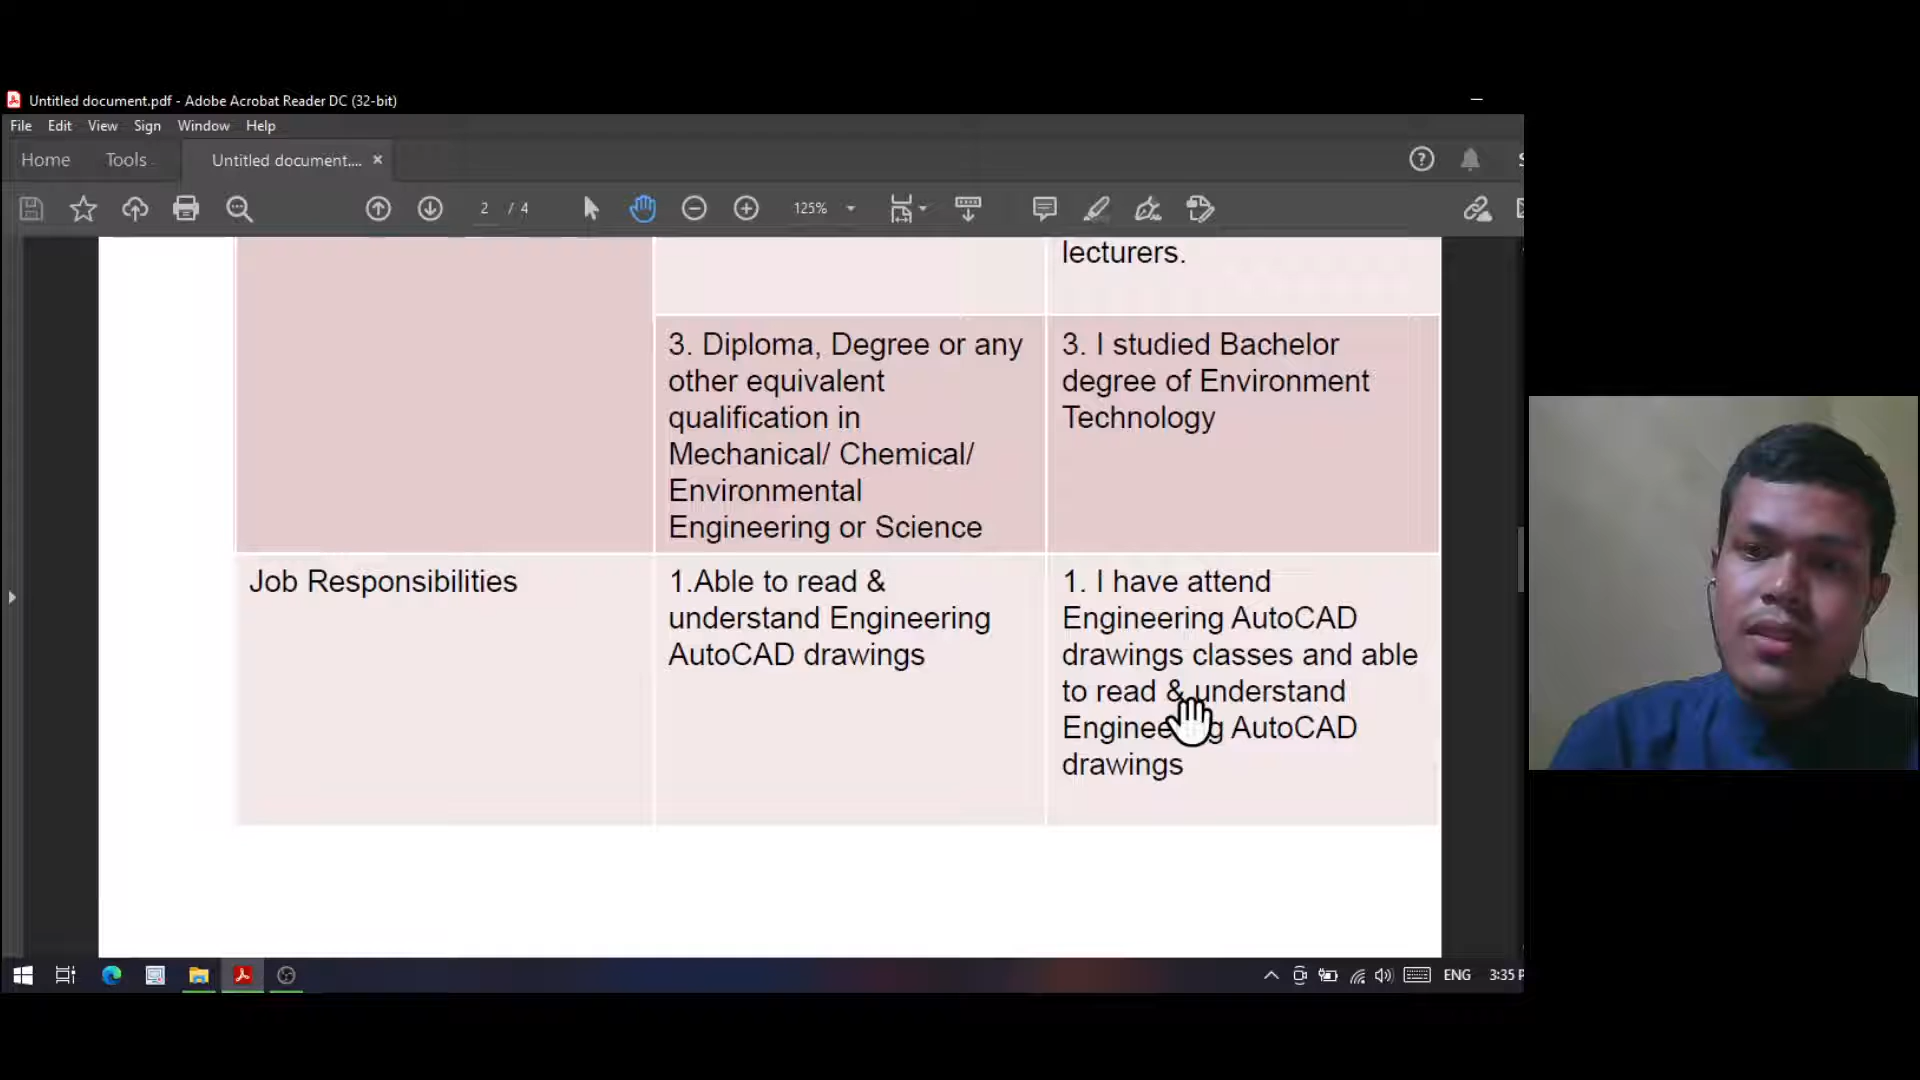 Untitled document.pdf - Adobe Acrobat Reader DC (32-bit)
File Edit View Sign Window Help
Home Tools Untitled document....
2 / 4 125%
lecturers.
3. Diploma, Degree or any
other equivalent
qualification in
Mechanical/ Chemical/
Environmental
Engineering or Science
3. I studied Bachelor
degree of Environment
Technology
Job Responsibilities
1.Able to read &
understand Engineering
AutoCAD drawings
1. I have attend
Engineering AutoCAD
drawings classes and able
to read & understand
AutoCAD
drawings
ENG 3:35 P